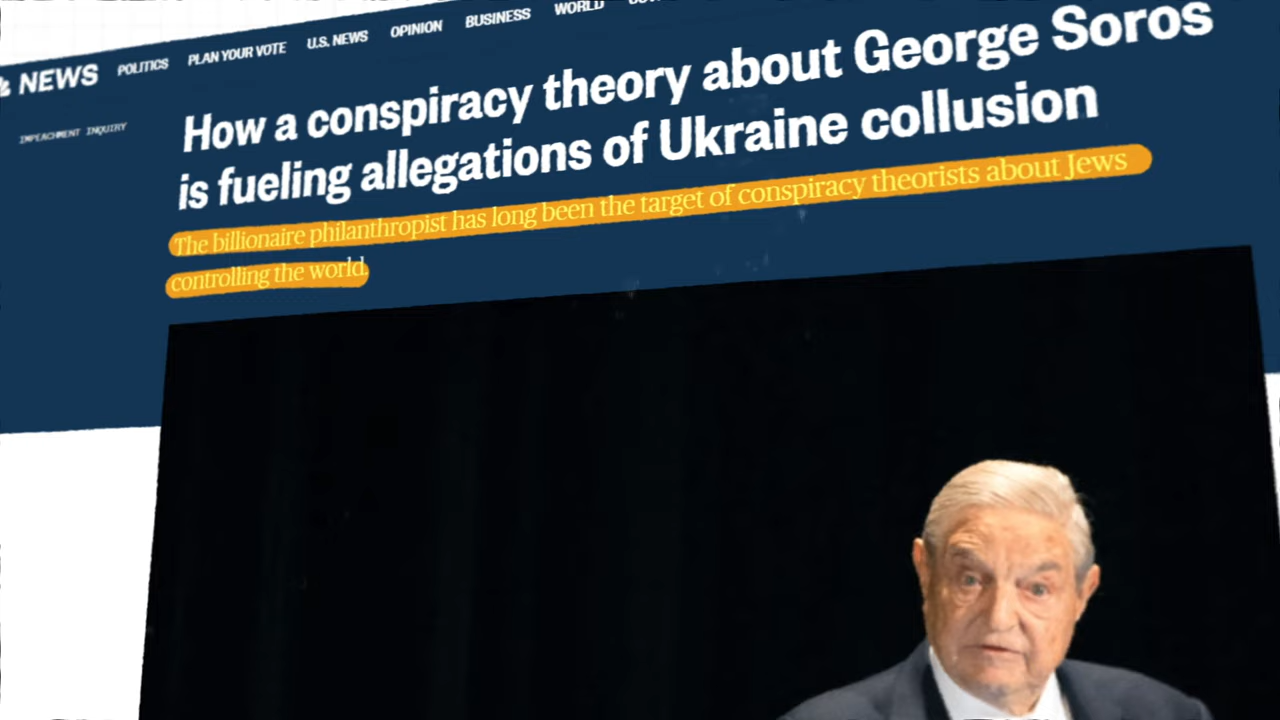 NEWS POLITICS PLAN YOUR VOTE U.S. NEWS OPINION BUSINESS WORLD
IMPEACHMENT INQUIRY
How a conspiracy theory about George Soros
is fueling allegations of Ukraine collusion
The billionaire philanthropist has long been the target of conspiracy theorists about Jews
controlling the world.